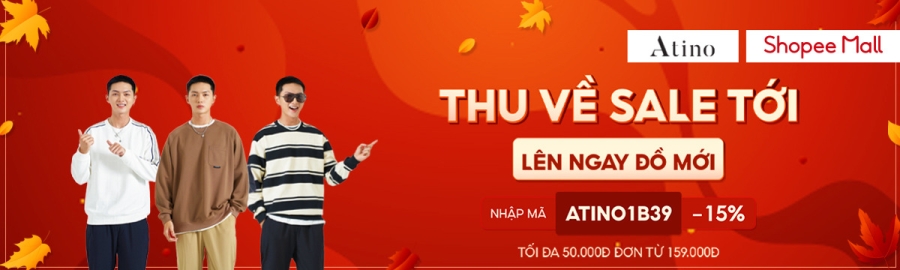 Atino
Shopee Mall
THU VỀ SALE TỚI
LÊN NGAY ĐỒ MỚI
NHẬP MÃ ATINO1B39 -15%
TỐI ĐA 50.000Đ ĐƠN TỪ 159.000Đ